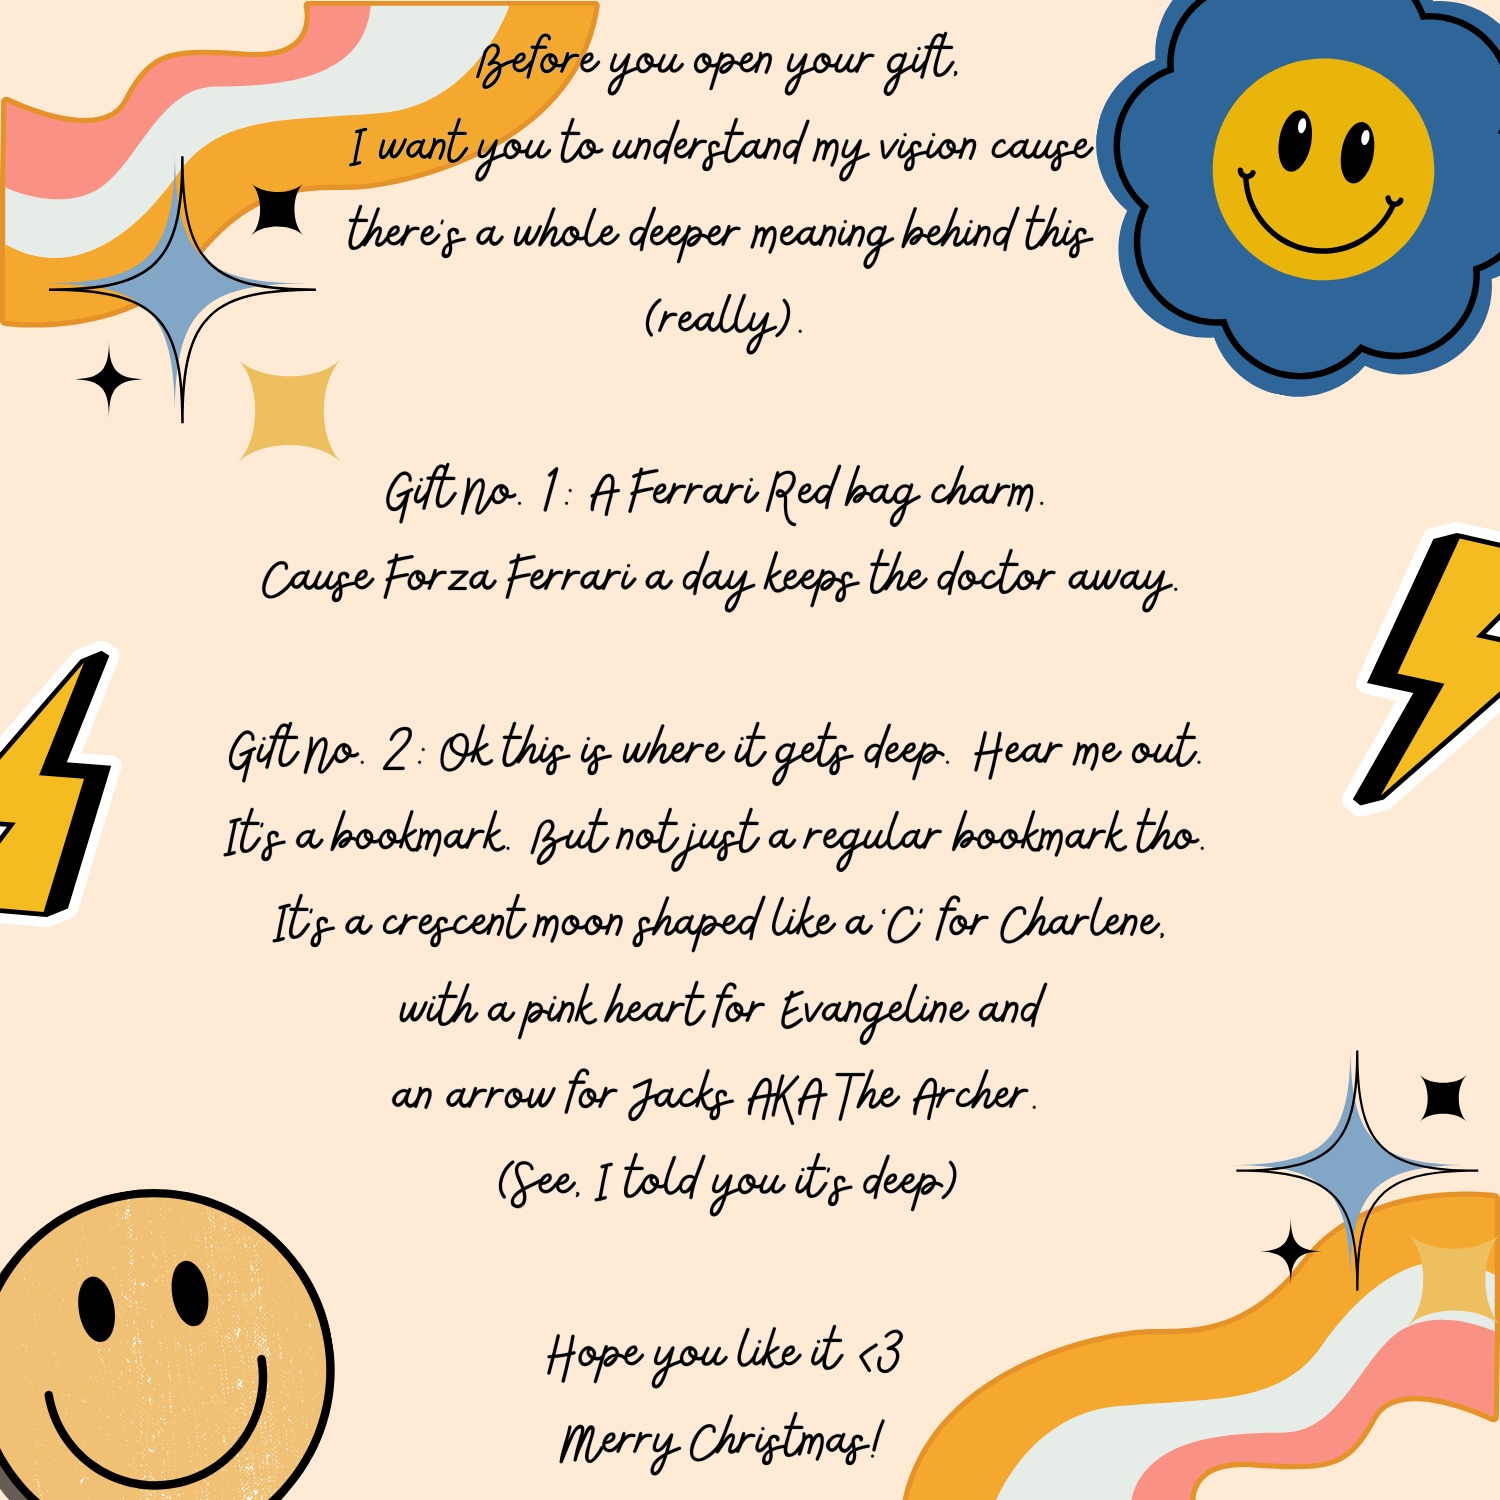 Before you open your gift,
I want you to understand my vision cause
there's a whole deeper meaning behind this
(really).
Gift No. 1: A Ferrari Red bag charm.
Cause Forza Ferrari a day keeps the doctor away.
Gift No. 2: Ok this is where it gets deep. Hear me out.
It's a bookmark. But not just a regular bookmark tho.
It's a crescent moon shaped like a 'C' for Charlene,
with a pink heart for Evangeline and
an arrow for Jacks AKA The Archer.
(See, I told you it's deep)
Hope you like it <3
Merry Christmas!